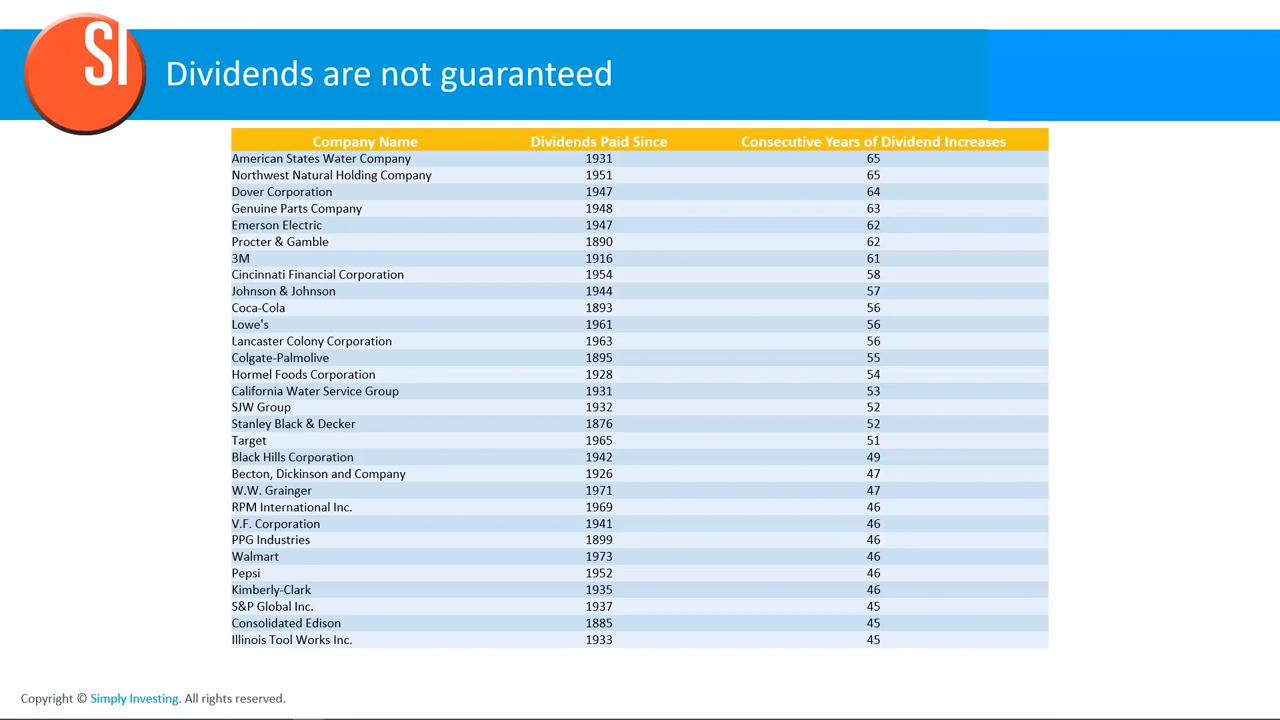 SI
Dividends are not guaranteed
Company Name Dividends Paid Since Consecutive Years of Dividend Increases
American States Water Company 1931 65
Northwest Natural Holding Company 1951 65
Dover Corporation 1947 64
Genuine Parts Company 1948 63
Emerson Electric 1947 62
Procter & Gamble 1890 62
3M 1916 61
Cincinnati Financial Corporation 1954 58
Johnson & Johnson 1944 57
Coca-Cola 1893 56
Lowe's 1961 56
Lancaster Colony Corporation 1963 56
Colgate-Palmolive 1895 55
Hormel Foods Corporation 1928 54
California Water Service Group 1931 53
SJW Group 1932 52
Stanley Black & Decker 1876 52
Target 1965 51
Black Hills Corporation 1942 49
Becton, Dickinson and Company 1926 47
W.W. Grainger 1971 47
RPM International Inc. 1969 46
V.F. Corporation 1941 46
PPG Industries 1899 46
Walmart 1973 46
Pepsi 1952 46
Kimberly-Clark 1935 46
S&P Global Inc. 1937 45
Consolidated Edison 1885 45
Illinois Tool Works Inc. 1933 45
Copyright © Simply Investing. All rights reserved.